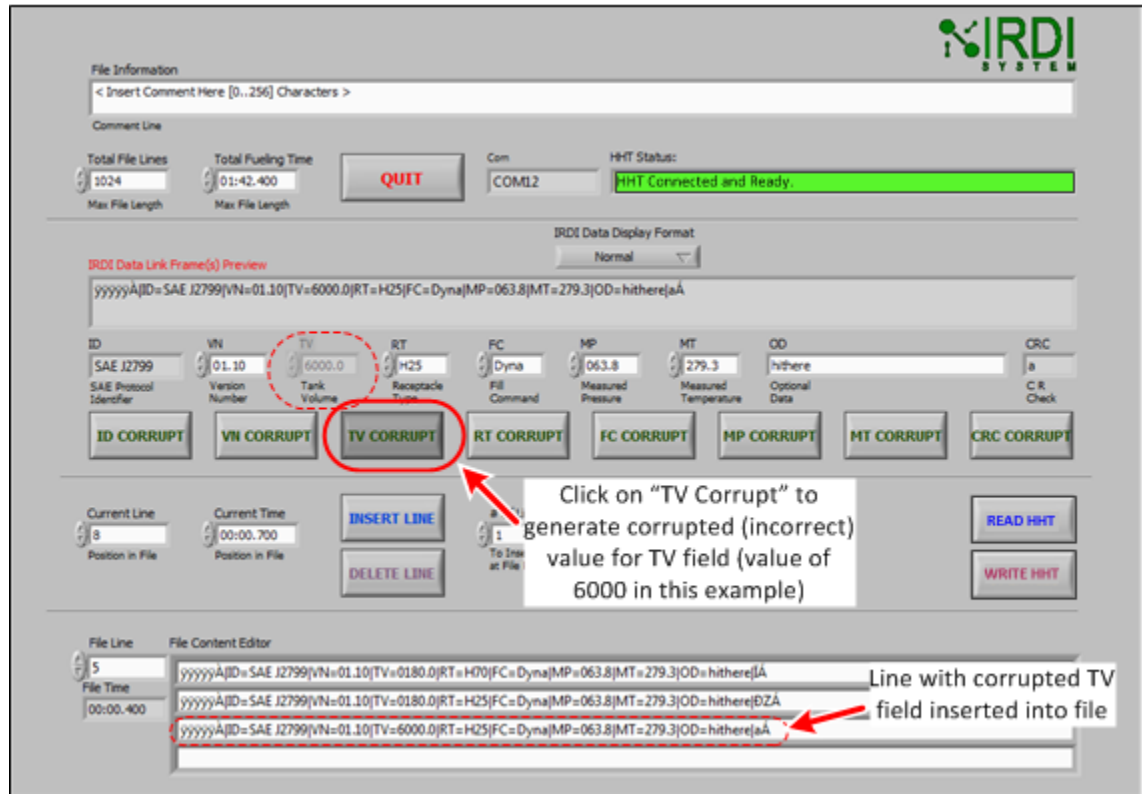 IRDI
SYSTEM
File Information
< Insert Comment Here [0..256] Characters >
Comment Line
Total File Lines Total Fueling Time Com HHT Status:
1024 01:42.400 QUIT COM12 HHT Connected and Ready.
Max File Length Max File Length
IRDI Data Display Format
Normal
IRDI Data Link Frame(s) Preview
ÿÿÿÿÿÀ|ID=SAE J2799|VN=01.10|TV=6000.0|RT=H25|FC=Dyna|MP=063.8|MT=279.3|OD=hithere|aÁ
ID VN TV RT FC MP MT OD CRC
SAE J2799 01.10 6000.0 H25 Dyna 063.8 279.3 hithere a
SAE Protocol Version Tank Receptacle Fill Measured Measured Optional C R
Identifier Number Volume Type Command Pressure Temperature Data Check
ID CORRUPT VN CORRUPT TV CORRUPT RT CORRUPT FC CORRUPT MP CORRUPT MT CORRUPT CRC CORRUPT
Click on “TV Corrupt” to
generate corrupted (incorrect)
value for TV field (value of
6000 in this example)
Current Line Current Time INSERT LINE READ HHT
8 00:00.700 1
Position in File Position in File To
DELETE LINE at File WRITE HHT
File Line File Content Editor
5 ÿÿÿÿÿÀ|ID=SAE J2799|VN=01.10|TV=0180.0|RT=H70|FC=Dyna|MP=063.8|MT=279.3|OD=hithere|ÍÁ
File Time
00:00.400 ÿÿÿÿÿÀ|ID=SAE J2799|VN=01.10|TV=0180.0|RT=H25|FC=Dyna|MP=063.8|MT=279.3|OD=hithere|ÐZÁ
ÿÿÿÿÿÀ|ID=SAE J2799|VN=01.10|TV=6000.0|RT=H25|FC=Dyna|MP=063.8|MT=279.3|OD=hithere|aÁ
Line with corrupted TV
field inserted into file